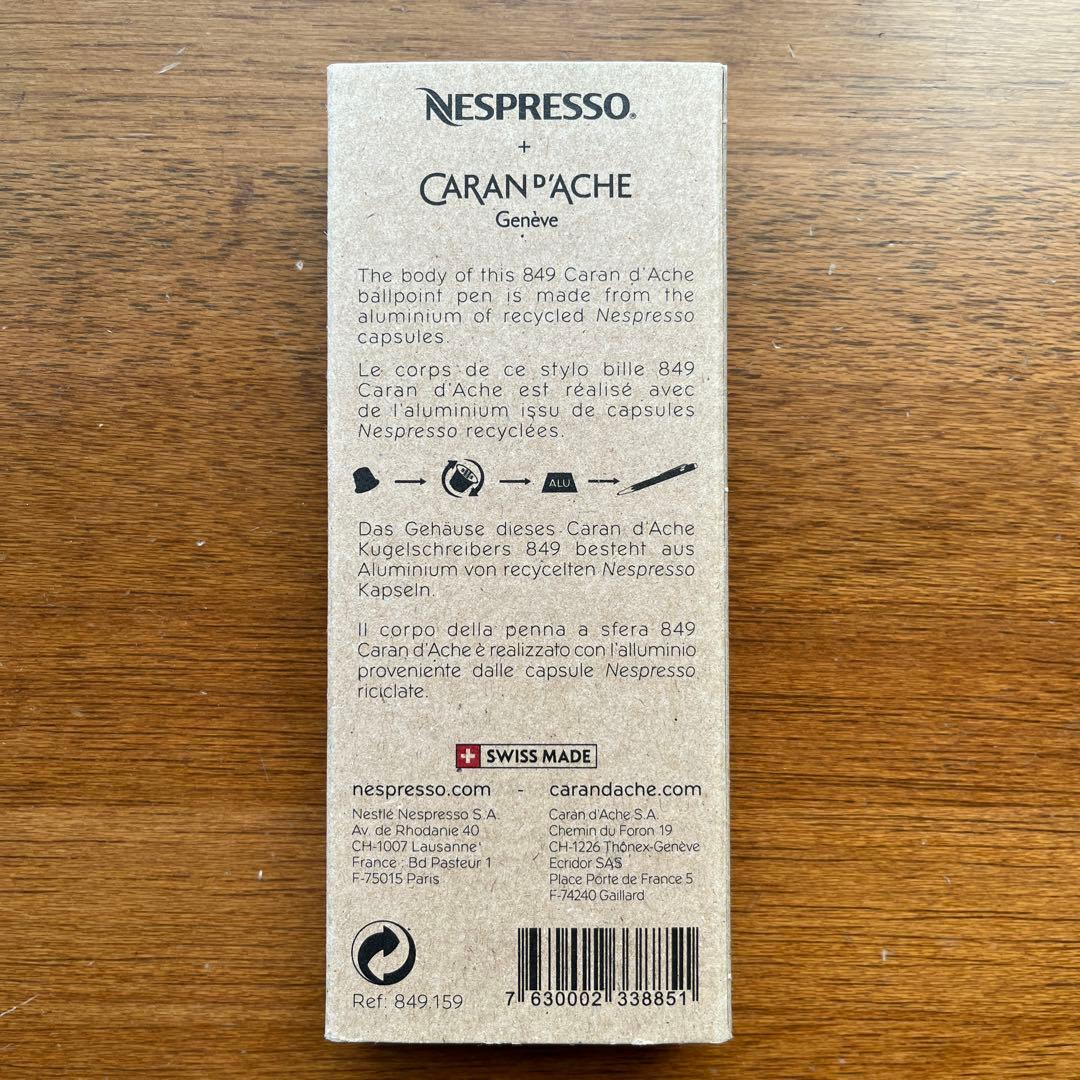 NESPRESSO®
+
CARAN D'ACHE
Genève
The body of this 849 Caran d'Ache
ballpoint pen is made from the
aluminium of recycled Nespresso
capsules.
Le corps de ce stylo bille 849
Caran d'Ache est réalisé avec
de l'aluminium issu de capsules
Nespresso recyclées.
ALU
Das Gehäuse dieses Caran d'Ache
Kugelschreibers 849 besteht aus
Aluminium von recycelten Nespresso
Kapseln.
Il corpo della penna a sfera 849
Caran d'Ache è realizzato con l'alluminio
proveniente dalle capsule Nespresso
riciclate.
SWISS MADE
nespresso.com - carandache.com
Nestlé Nespresso S.A.
Av. de Rhodanie 40
CH-1007 Lausanne
France : Bd Pasteur 1
F-75015 Paris
Caran d'Ache S.A.
Chemin du Foron 19
CH-1226 Thônex-Genève
Ecridor SAS
Place Porte de France 5
F-74240 Gaillard
Ref: 849.159
7 630002 338851